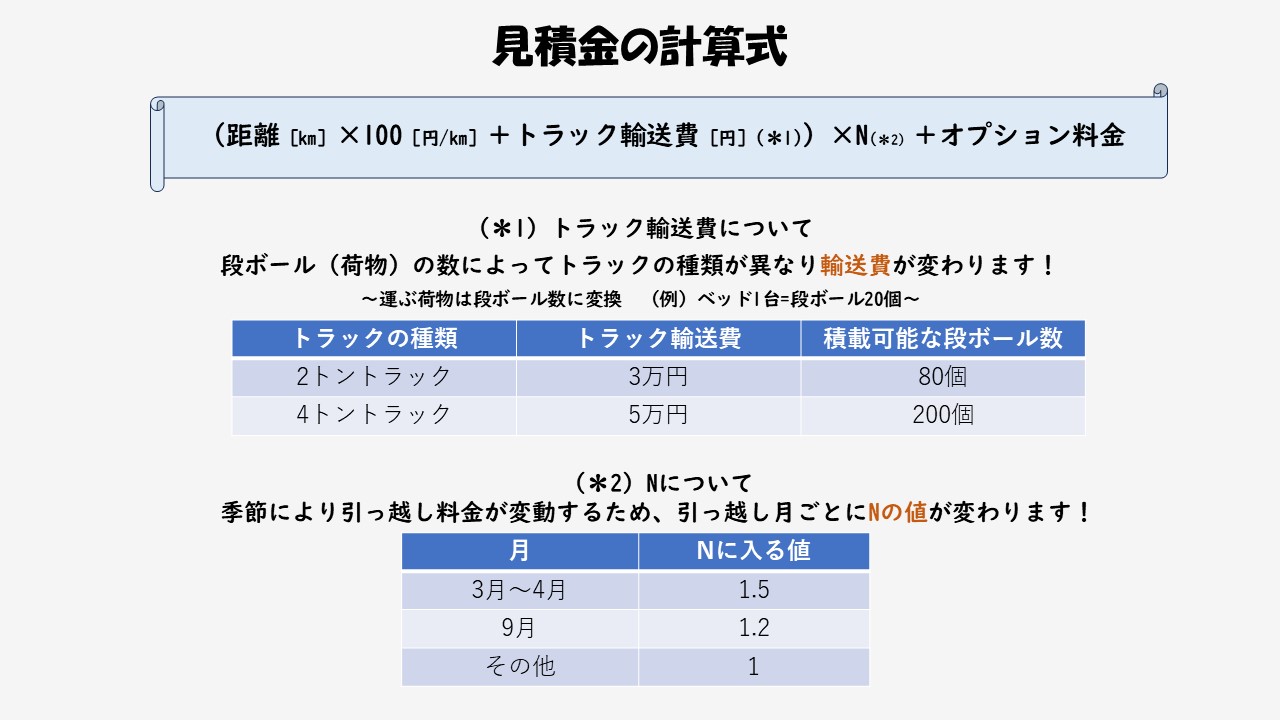 見積金の計算式
(距離[km]×100[円/km]＋トラック輸送費[円](＊1))×N(＊2)＋オプション料金
（＊1）トラック輸送費について
段ボール（荷物）の数によってトラックの種類が異なり輸送費が変わります！
～運ぶ荷物は段ボール数に変換　（例）ベッド1台=段ボール20個～
トラックの種類 トラック輸送費 積載可能な段ボール数
2トントラック 3万円 80個
4トントラック 5万円 200個
（＊2）Nについて
季節により引っ越し料金が変動するため、引っ越し月ごとにNの値が変わります！
月 Nに入る値
3月～4月 1.5
9月 1.2
その他 1